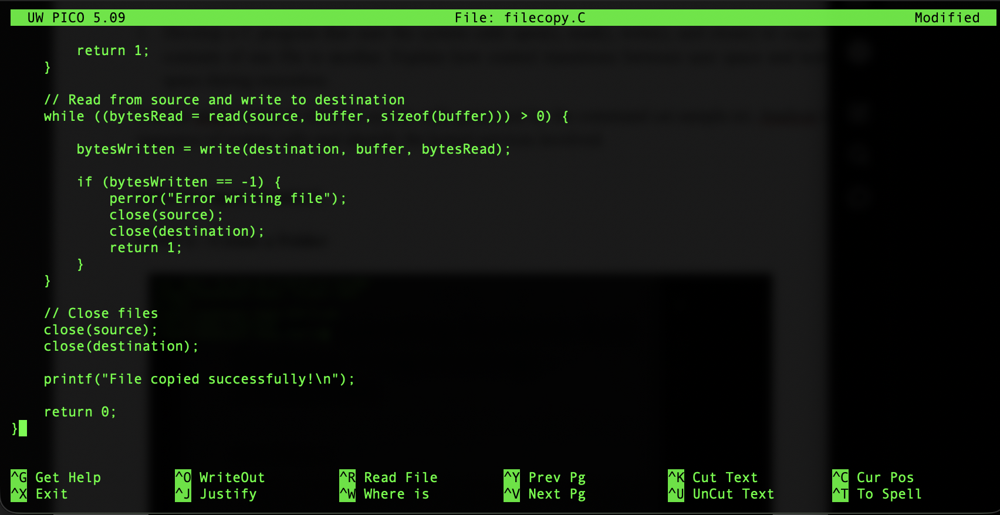 UW PICO 5.09 File: filecopy.C Modified
return 1;
}
// Read from source and write to destination
while ((bytesRead = read(source, buffer, sizeof(buffer))) > 0) {
bytesWritten = write(destination, buffer, bytesRead);
if (bytesWritten == -1) {
perror("Error writing file");
close(source);
close(destination);
return 1;
}
}
// Close files
close(source);
close(destination);
printf("File copied successfully!\n");
return 0;
}
^G Get Help ^O WriteOut ^R Read File ^Y Prev Pg ^K Cut Text ^C Cur Pos
^X Exit ^J Justify ^W Where is ^V Next Pg ^U UnCut Text ^T To Spell